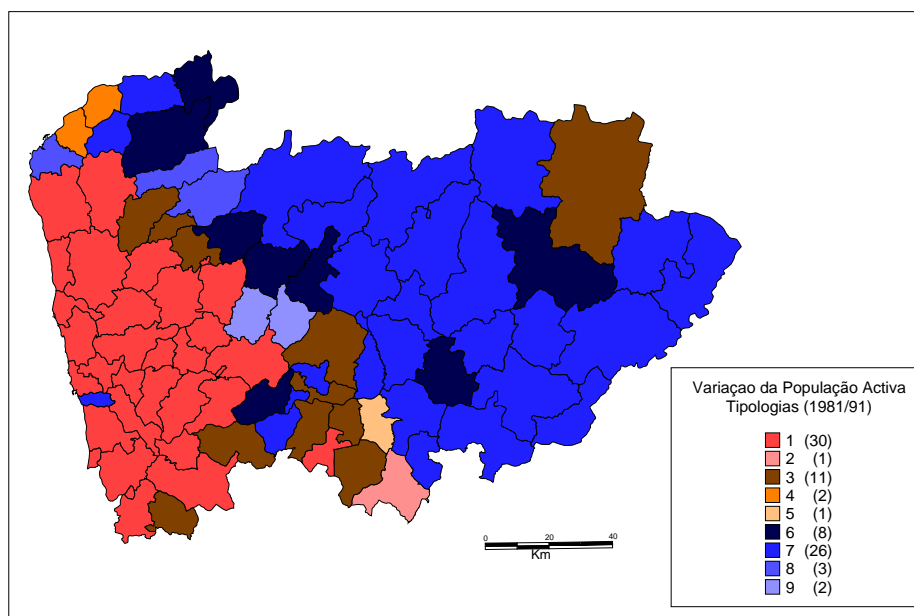 Variaçao da População Activa
Tipologias (1981/91)
1 (30)
2 (1)
3 (11)
4 (2)
5 (1)
6 (8)
7 (26)
8 (3)
9 (2)
0 20 40
Km